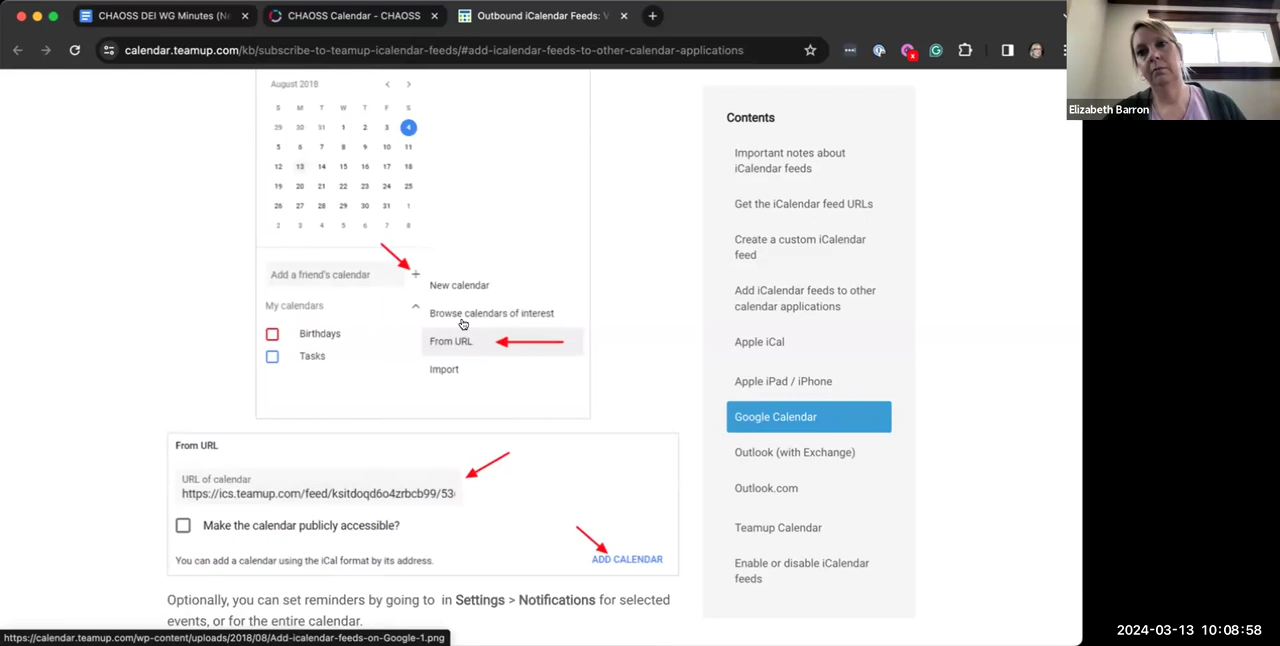 CHAOSS DEI WG Minutes (Ne
CHAOSS Calendar - CHAOSS
Outbound iCalendar Feeds: V
calendar.teamup.com/kb/subscribe-to-teamup-icalendar-feeds/#add-icalendar-feeds-to-other-calendar-applications
Elizabeth Barron
August 2018
S M T W T F S
29 30 31 1 2 3 4
5 6 7 8 9 10 11
12 13 14 15 16 17 18
19 20 21 22 23 24 25
26 27 28 29 30 31 1
2 3 4 5 6 7 8
Add a friend's calendar
New calendar
My calendars
Browse calendars of interest
Birthdays
From URL
Tasks
Import
From URL
URL of calendar
https://ics.teamup.com/feed/ksitdoqd6o4zrbcb99/53
Make the calendar publicly accessible?
You can add a calendar using the iCal format by its address.
ADD CALENDAR
Optionally, you can set reminders by going to in Settings > Notifications for selected
events, or for the entire calendar.
Contents
Important notes about
iCalendar feeds
Get the iCalendar feed URLs
Create a custom iCalendar
feed
Add iCalendar feeds to other
calendar applications
Apple iCal
Apple iPad / iPhone
Google Calendar
Outlook (with Exchange)
Outlook.com
Teamup Calendar
Enable or disable iCalendar
feeds
https://calendar.teamup.com/wp-content/uploads/2018/08/Add-icalendar-feeds-on-Google-1.png
2024-03-13 10:08:58